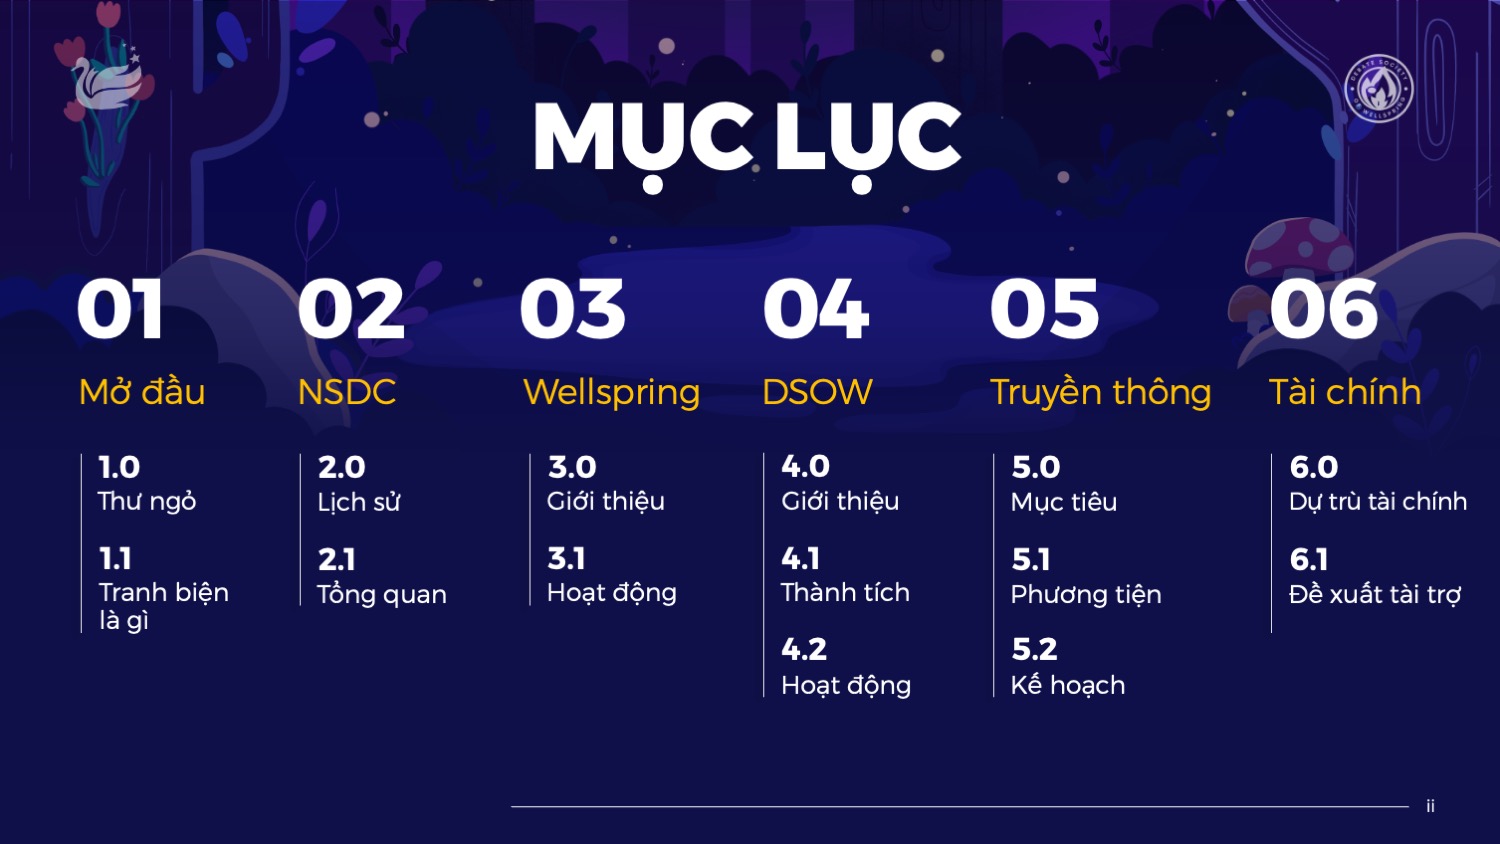 DEBATE SOCIETY
OF WELLSPRING
MỤC LỤC
01
Mở đầu
1.0
Thư ngỏ
1.1
Tranh biện
là gì
02
NSDC
2.0
Lịch sử
2.1
Tổng quan
03
Wellspring
3.0
Giới thiệu
3.1
Hoạt động
04
DSOW
4.0
Giới thiệu
4.1
Thành tích
4.2
Hoạt động
05
Truyền thông
5.0
Mục tiêu
5.1
Phương tiện
5.2
Kế hoạch
06
Tài chính
6.0
Dự trù tài chính
6.1
Đề xuất tài trợ
ii